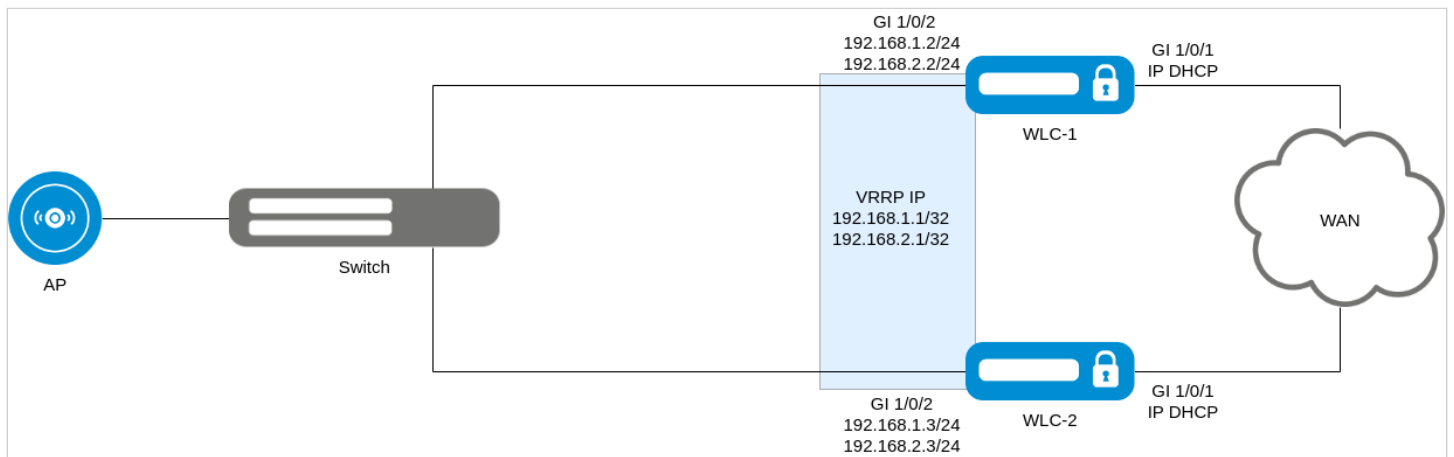 GI 1/0/2
192.168.1.2/24
192.168.2.2/24
GI 1/0/1
IP DHCP
WLC-1
VRRP IP
192.168.1.1/32
192.168.2.1/32
WAN
Switch
AP
GI 1/0/2
192.168.1.3/24
192.168.2.3/24
WLC-2
GI 1/0/1
IP DHCP